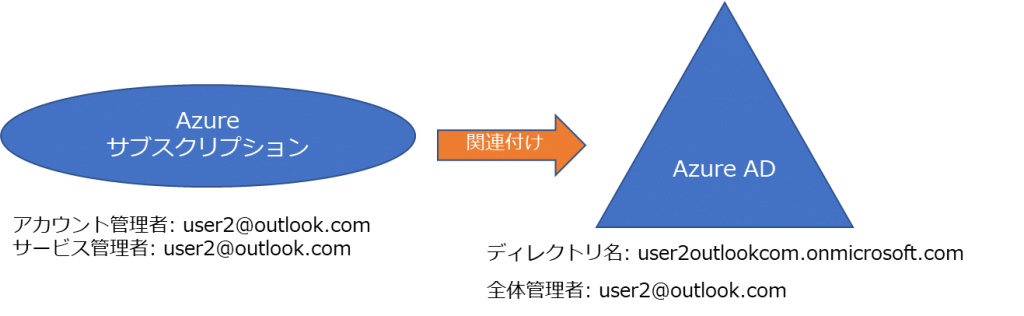 Azure
サブスクリプション
関連付け
Azure AD
アカウント管理者: user2@outlook.com
サービス管理者: user2@outlook.com
ディレクトリ名: user2outlookcom.onmicrosoft.com
全体管理者: user2@outlook.com